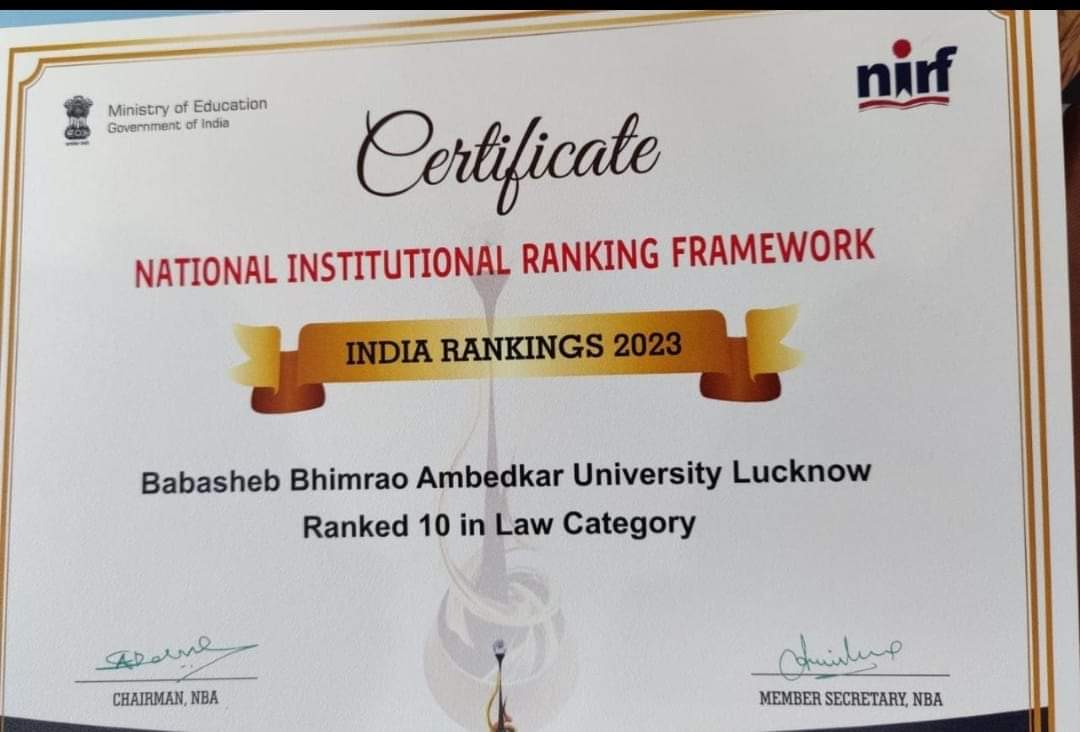 Ministry of Education
Government of India
nirf
Certificate
NATIONAL INSTITUTIONAL RANKING FRAMEWORK
INDIA RANKINGS 2023
Babasheb Bhimrao Ambedkar University Lucknow
Ranked 10 in Law Category
CHAIRMAN, NBA
MEMBER SECRETARY, NBA